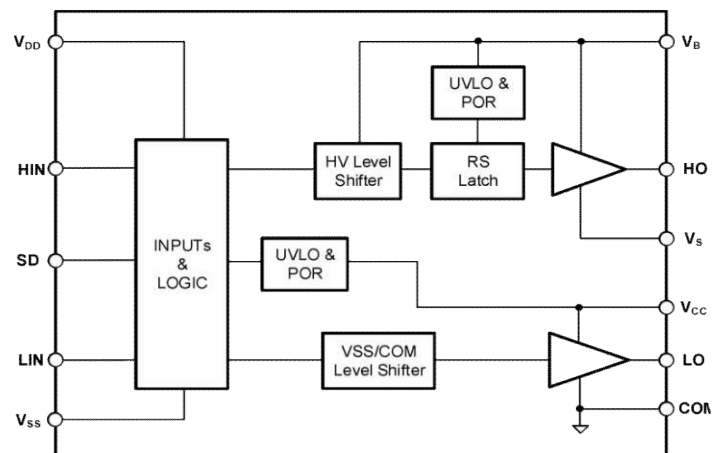 VDD
VB
UVLO &
POR
HIN
HV Level
Shifter
RS
Latch
HO
INPUTs
&
LOGIC
VS
SD
UVLO &
POR
VCC
LIN
VSS/COM
Level Shifter
LO
COM
VSS